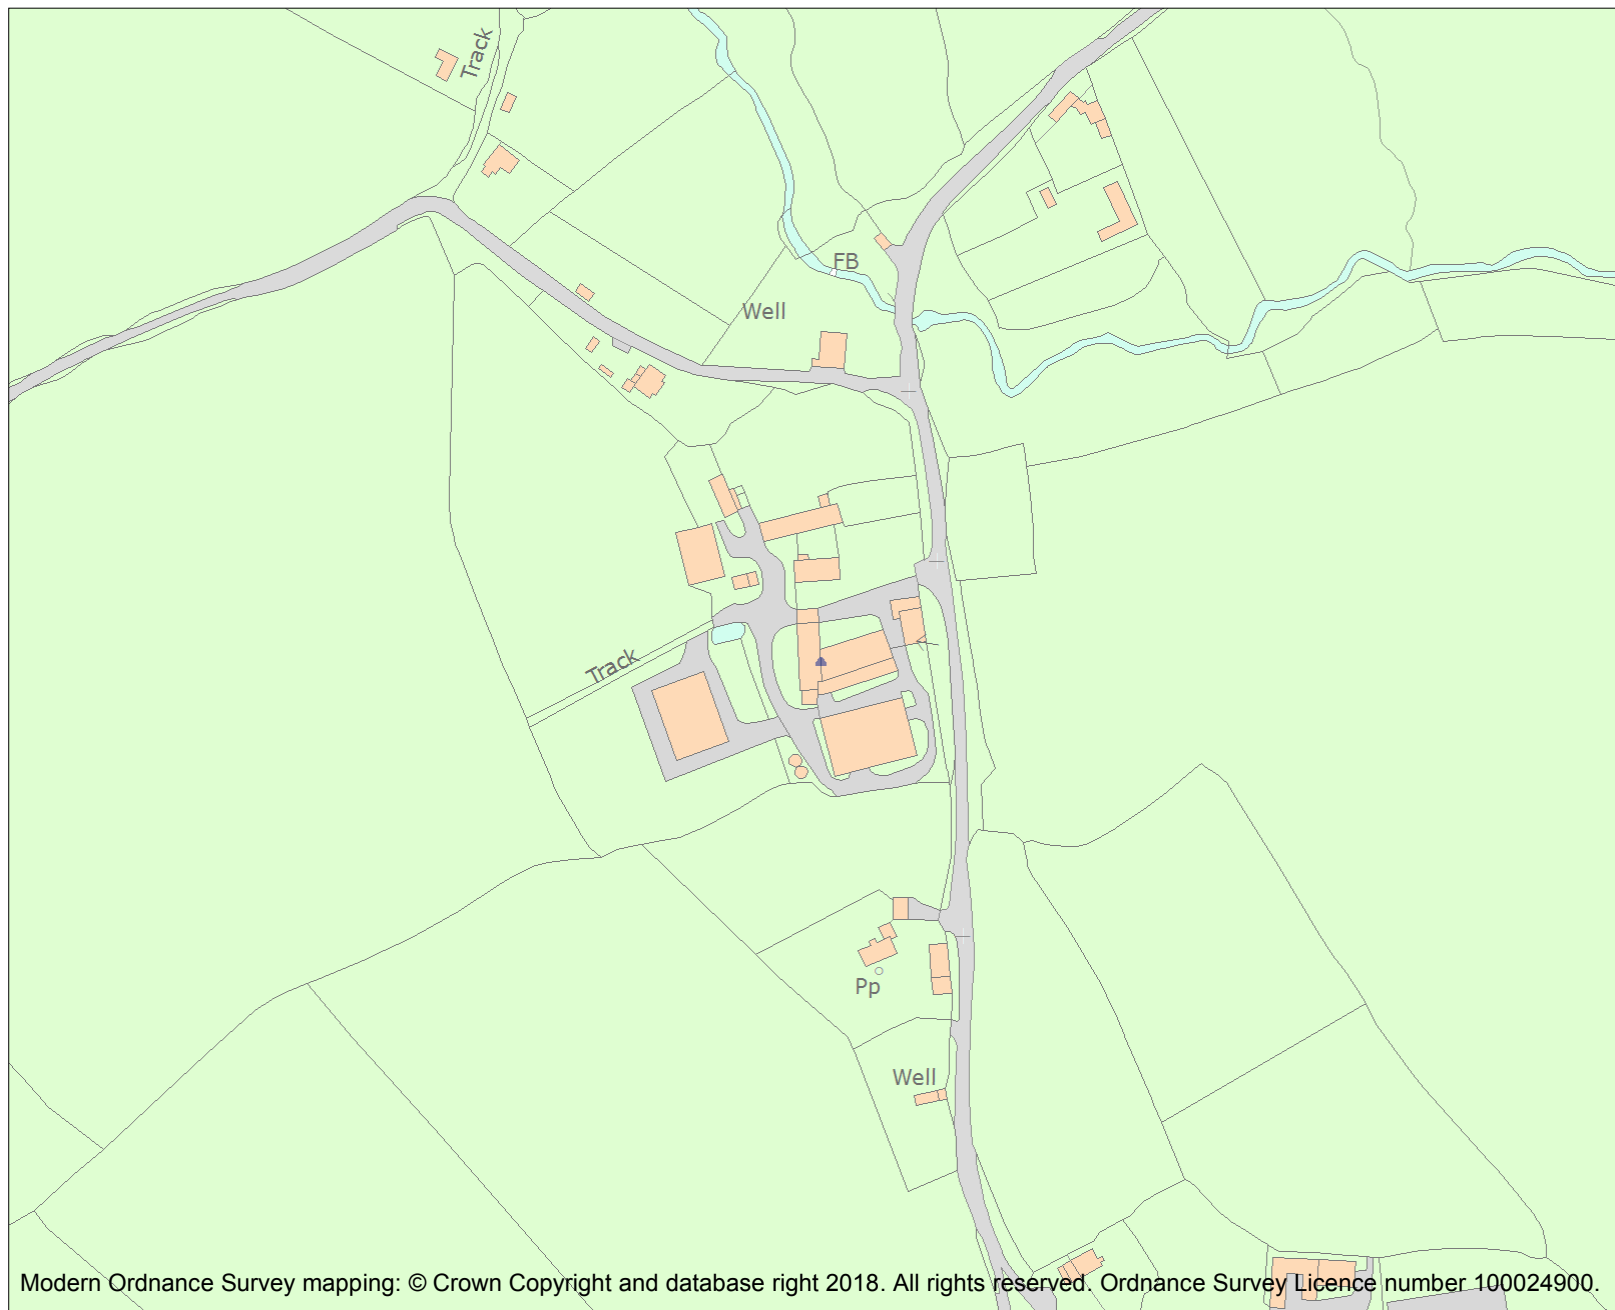 Track
FB
Well
Track
Pp
Well
Modern Ordnance Survey mapping: © Crown Copyright and database right 2018. All rights reserved. Ordnance Survey Licence number 100024900.